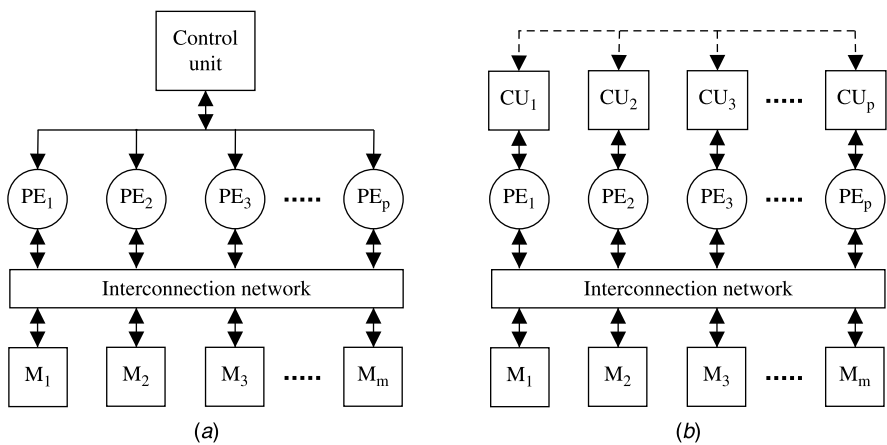 Control
unit
PE1 PE2 PE3 ..... PEp
Interconnection network
M1 M2 M3 ..... Mm
(a)
CU1 CU2 CU3 ..... CUp
PE1 PE2 PE3 ..... PEp
Interconnection network
M1 M2 M3 ..... Mm
(b)